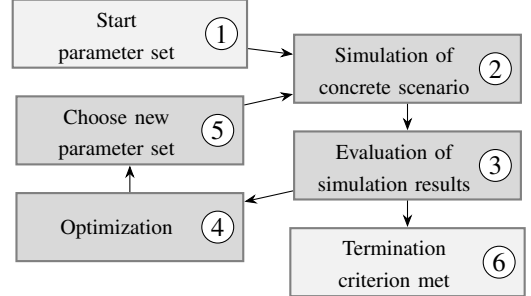 Start
parameter set
1
Simulation of
concrete scenario
2
Evaluation of
simulation results
3
Optimization
4
Choose new
parameter set
5
Termination
criterion met
6